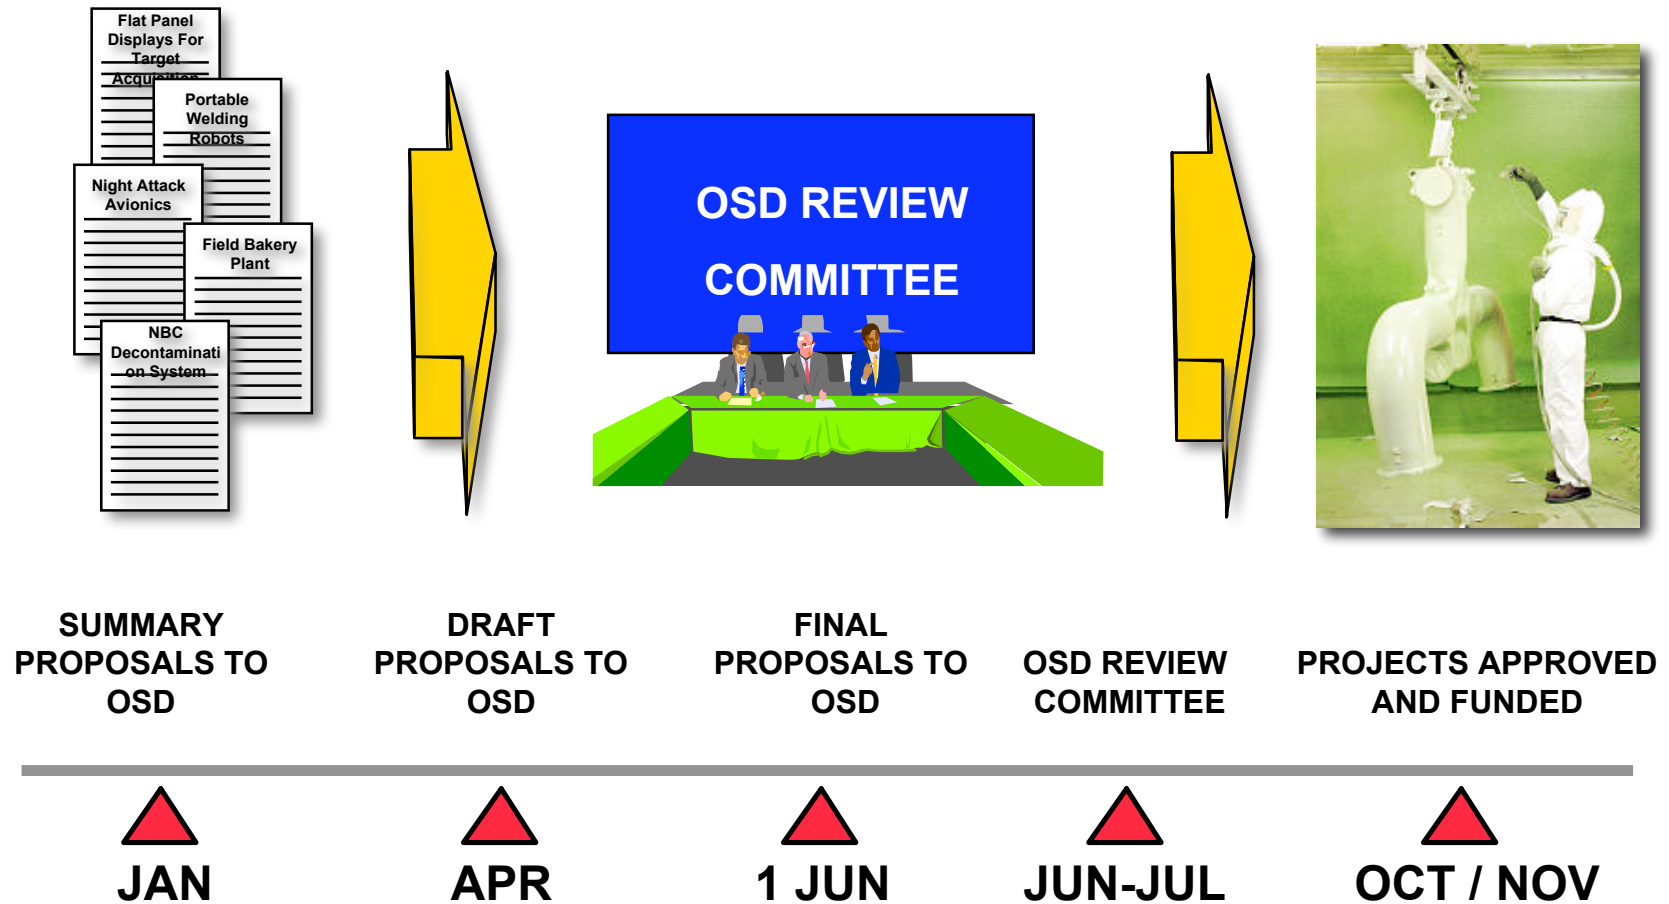 Flat Panel
Displays For
Target
Acquisition
Portable
Welding
Robots
Night Attack
Avionics
Field Bakery
Plant
NBC
Decontaminati
on System
OSD REVIEW
COMMITTEE
SUMMARY
PROPOSALS TO
OSD
DRAFT
PROPOSALS TO
OSD
FINAL
PROPOSALS TO
OSD
OSD REVIEW
COMMITTEE
PROJECTS APPROVED
AND FUNDED
JAN
APR
1 JUN
JUN-JUL
OCT / NOV